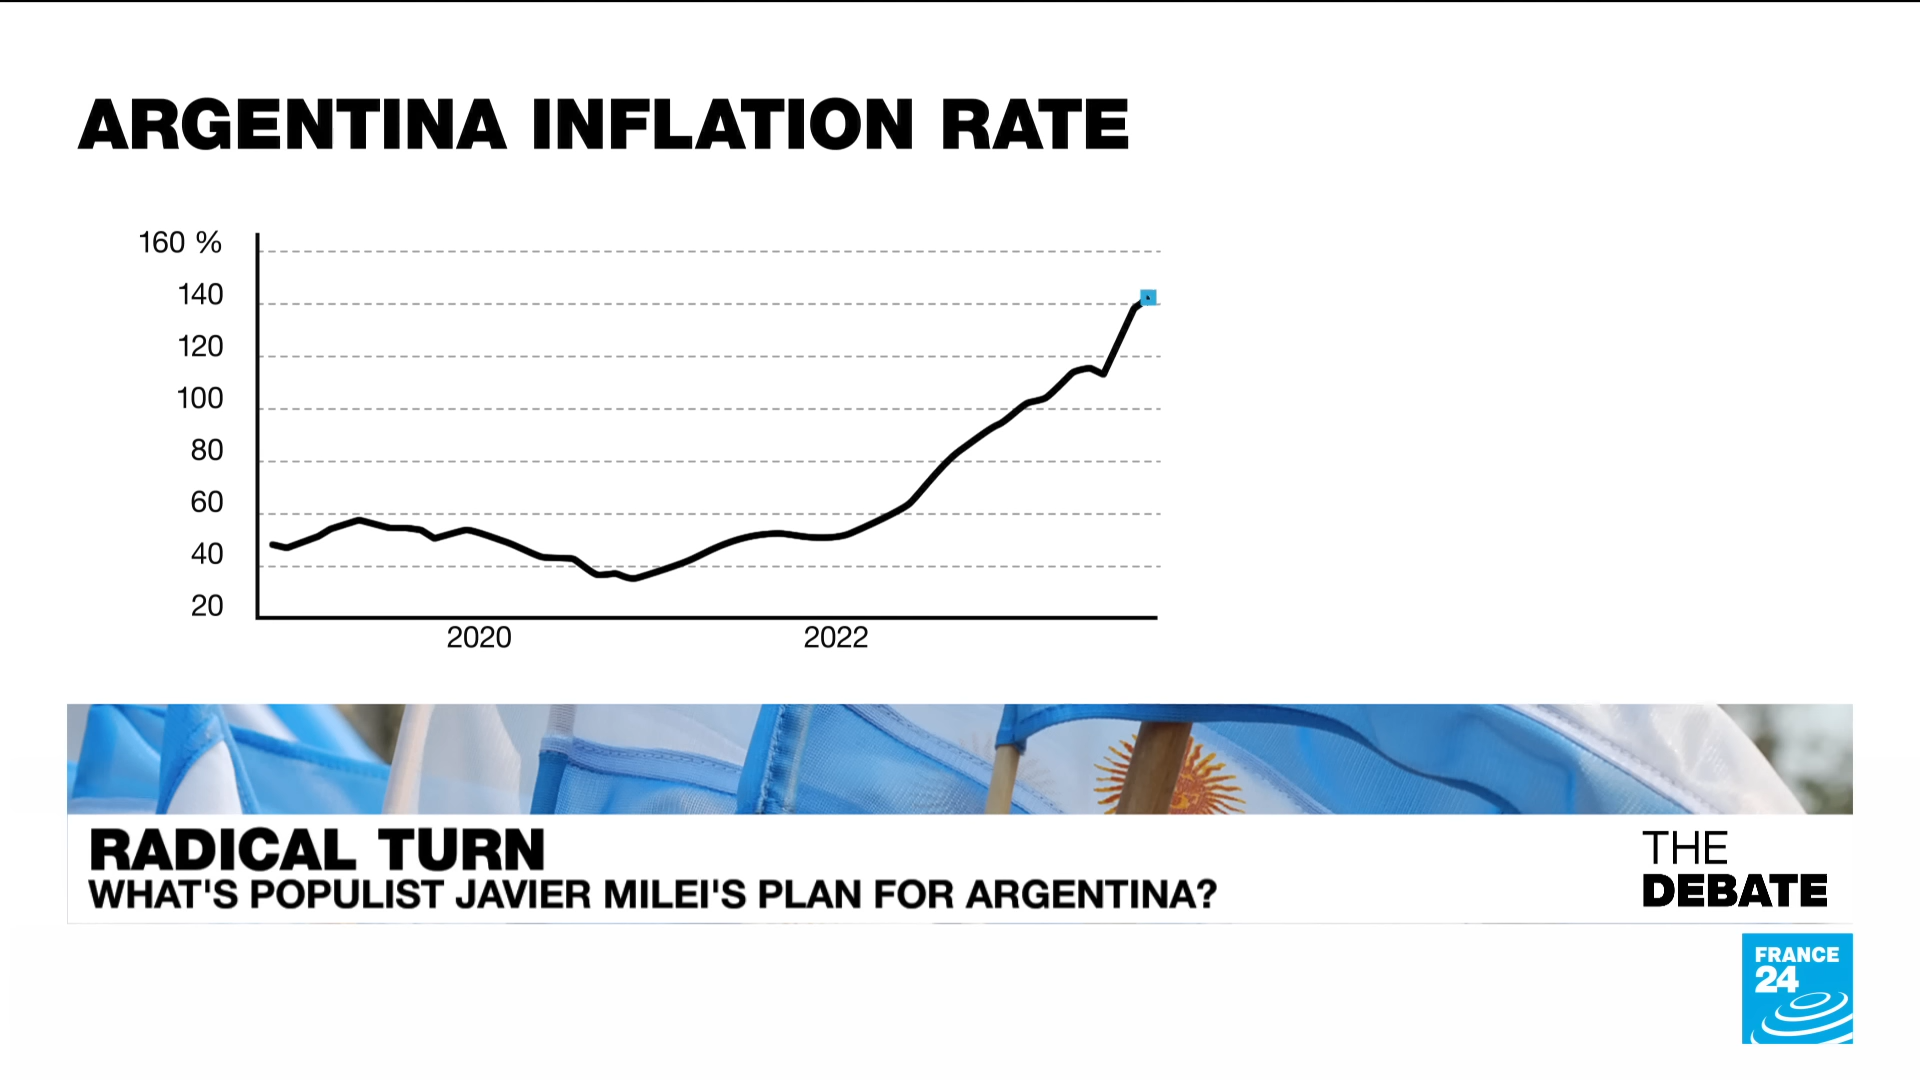 ARGENTINA INFLATION RATE
160 %
140
120
100
80
60
40
20
2020
2022
RADICAL TURN
WHAT'S POPULIST JAVIER MILEI'S PLAN FOR ARGENTINA?
THE
DEBATE
FRANCE
24